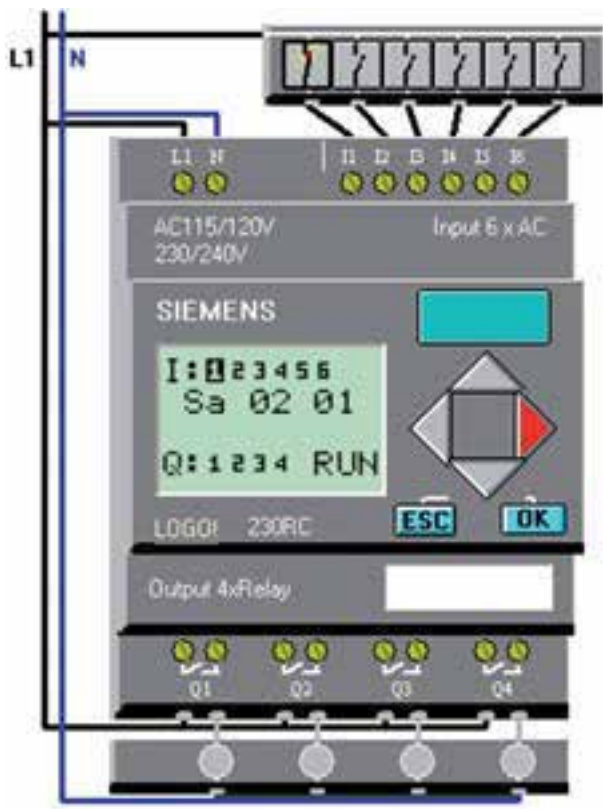 L1 N
L1 N I1 I2 I3 I4 I5 I6
AC115/120V Input 6 x AC
230/240V
SIEMENS
I:123456
Sa 02 01
Q:1234 RUN
ESC OK
LOGO! 230RC
Output 4xRelay
Q1 Q2 Q3 Q4